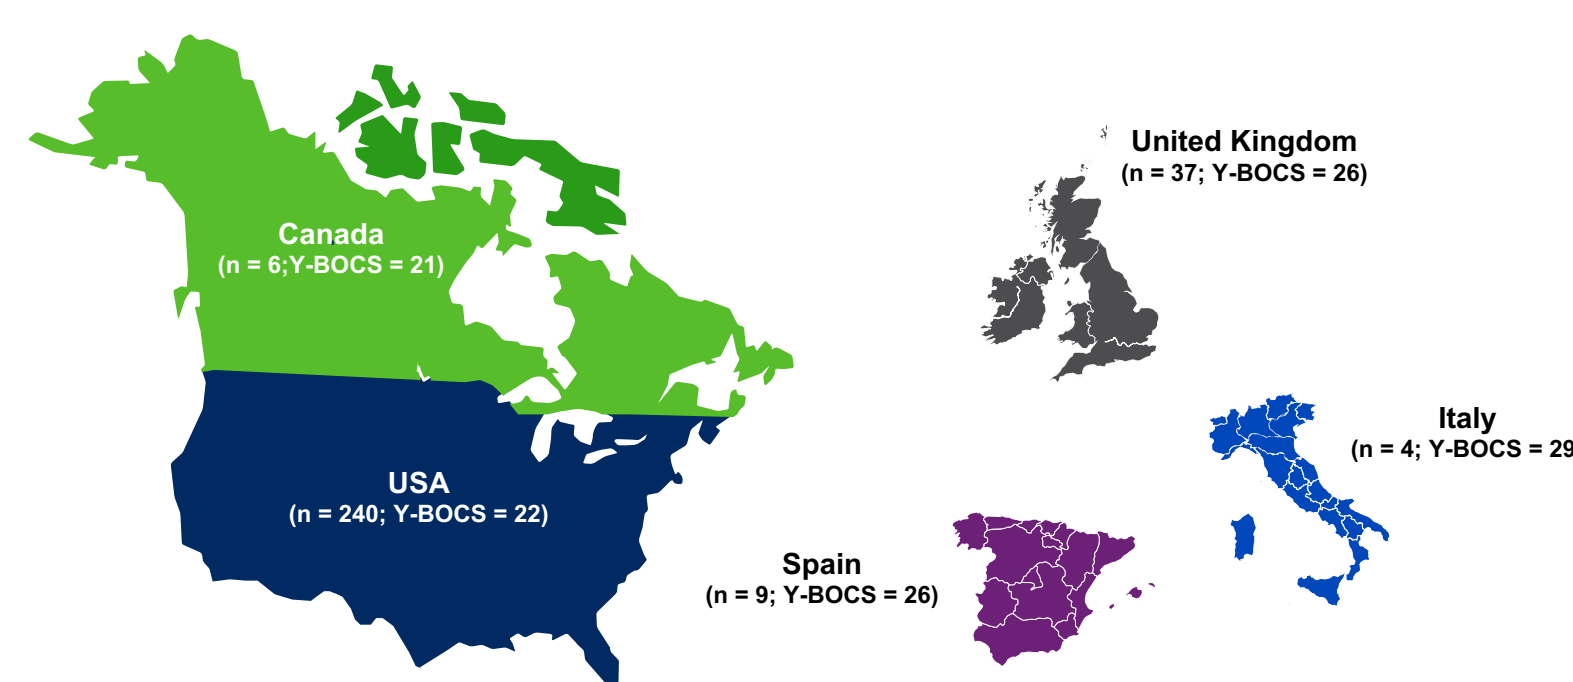 United Kingdom
(n = 37; Y-BOCS = 26)
Canada
(n = 6;Y-BOCS = 21)
Italy
(n = 4; Y-BOCS = 29
USA
(n = 240; Y-BOCS = 22)
Spain
(n = 9; Y-BOCS = 26)